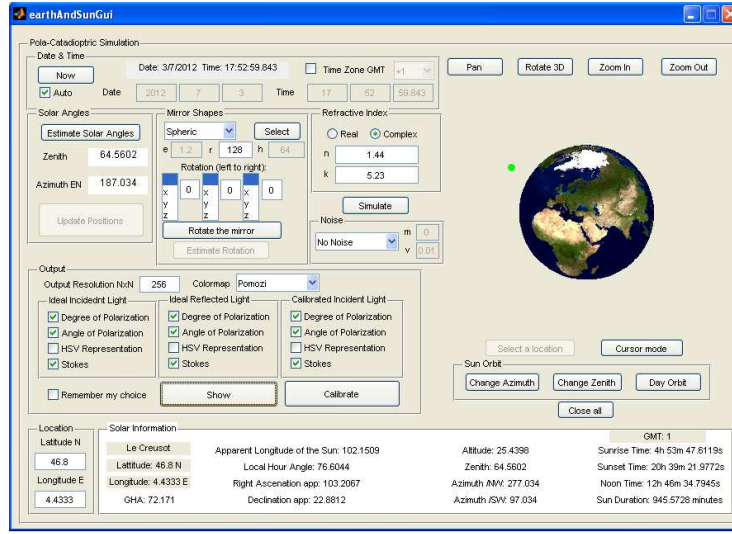 earthAndSunGui
Pola-Catadioptric Simulation
Date & Time
Now
Date: 3/7/2012 Time: 17:52:59.843
Time Zone GMT
+1
Auto
Date
2012
7
3
Time
17
52
59.843
Pan
Rotate 3D
Zoom In
Zoom Out
Solar Angles
Estimate Solar Angles
Zenith
64.5602
Azimuth EN
187.034
Update Positions
Mirror Shapes
Spheric
Select
e
1.2
r
128
h
64
Rotation (left to right):
x
y
z
0
x
y
z
0
x
y
z
0
Rotate the mirror
Estimate Rotation
Refractive Index
Real
Complex
n
1.44
k
5.23
Simulate
Noise
No Noise
m
0
v
0.01
Output
Output Resolution NxN
256
Colormap
Pomozi
Ideal Incidednt Light
Degree of Polarization
Angle of Polarization
HSV Representation
Stokes
Ideal Reflected Light
Degree of Polarization
Angle of Polarization
HSV Representation
Stokes
Calibrated Incident Light
Degree of Polarization
Angle of Polarization
HSV Representation
Stokes
Remember my choice
Show
Calibrate
Select a location
Cursor mode
Sun Orbit
Change Azimuth
Change Zenith
Day Orbit
Close all
Location
Latitude N
46.8
Longitude E
4.4333
Solar Information
Le Creusot
Lattitude: 46.8 N
Longitude: 4.4333 E
GHA: 72.171
Apparent Longitude of the Sun: 102.1509
Local Hour Angle: 76.6044
Right Ascenation app: 103.2067
Declination app: 22.8812
Altitude: 25.4398
Zenith: 64.5602
Azimuth /NW: 277.034
Azimuth /SW: 97.034
GMT: 1
Sunrise Time: 4h 53m 47.6119s
Sunset Time: 20h 39m 21.9772s
Noon Time: 12h 46m 34.7945s
Sun Duration: 945.5728 minutes